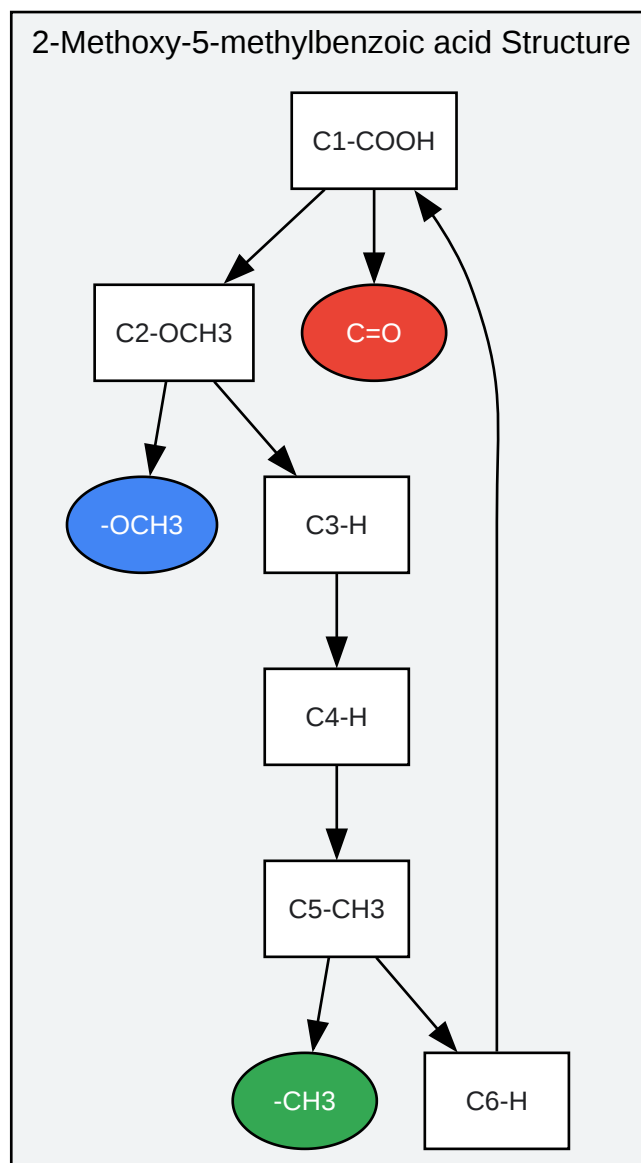 2-Methoxy-5-methylbenzoic acid Structure
C1-COOH
C2-OCH3
C=O
-OCH3
C3-H
C4-H
C5-CH3
-CH3
C6-H